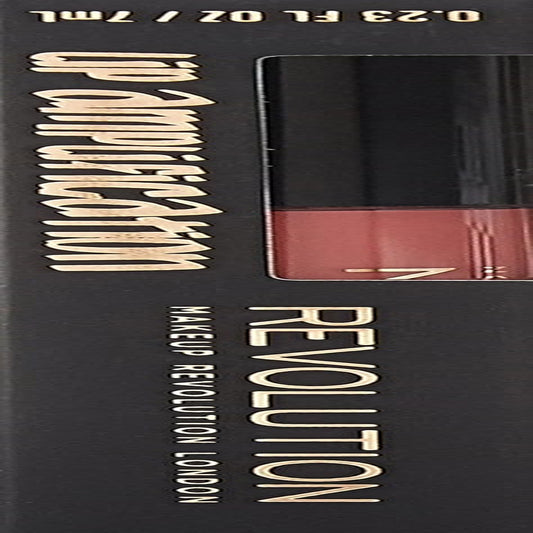 0.23 FL OZ / 7mL
Lip Amplification
REVOLUTION
MAKEUP REVOLUTION LONDON